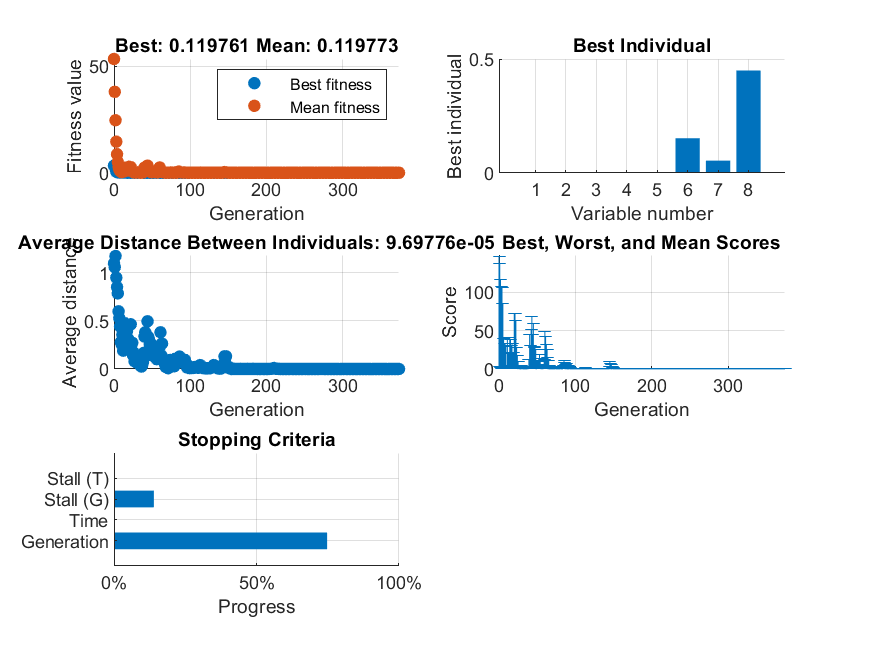 Best: 0.119761 Mean: 0.119773
Fitness value
50
0
Best fitness
Mean fitness
0 100 200 300
Generation
Best Individual
Best individual
0.5
0
1 2 3 4 5 6 7 8
Variable number
Average Distance Between Individuals: 9.69776e-05
Average distance
1
0.5
0
0 100 200 300
Generation
Best, Worst, and Mean Scores
Score
100
50
0
0 100 200 300
Generation
Stopping Criteria
Stall (T)
Stall (G)
Time
Generation
0% 50% 100%
Progress